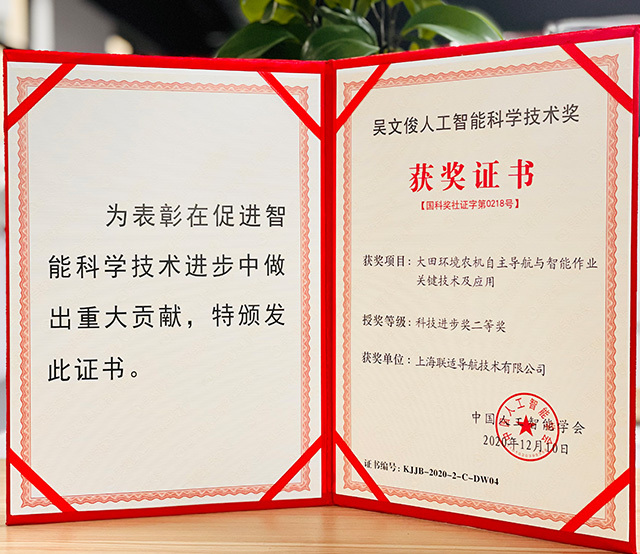 为表彰在促进智
能科学技术进步中做
出重大贡献，特颁发
此证书。
吴文俊人工智能科学技术奖
获奖证书
【国科奖社证字第0218号】
获奖项目：大田环境农机自主导航与智能作业
关键技术及应用
授奖等级：科技进步奖二等奖
获奖单位：上海联适导航技术有限公司
中国人工智能学会
2020年12月10日
证书编号：KJJB-2020-2-C-DW04